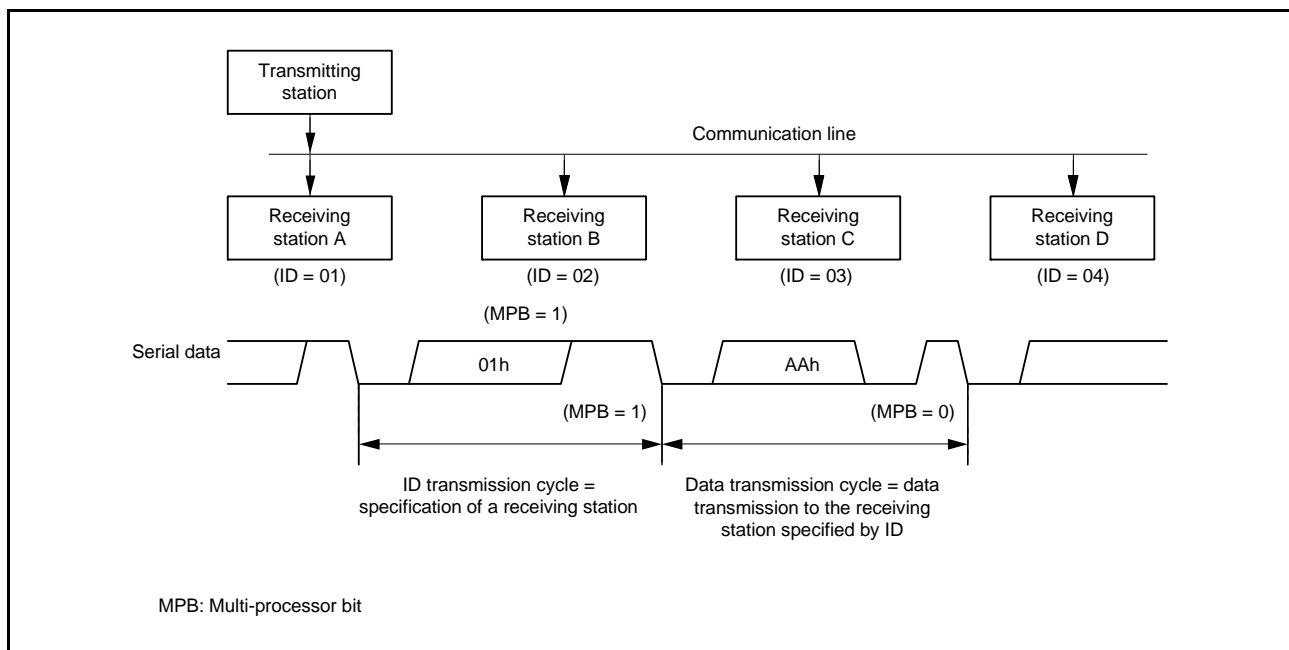 Transmitting
station
Communication line
Receiving
station A
Receiving
station B
Receiving
station C
Receiving
station D
(ID = 01)
(ID = 02)
(ID = 03)
(ID = 04)
(MPB = 1)
Serial data
01h
AAh
(MPB = 1)
(MPB = 0)
ID transmission cycle =
specification of a receiving station
Data transmission cycle = data
transmission to the receiving
station specified by ID
MPB: Multi-processor bit